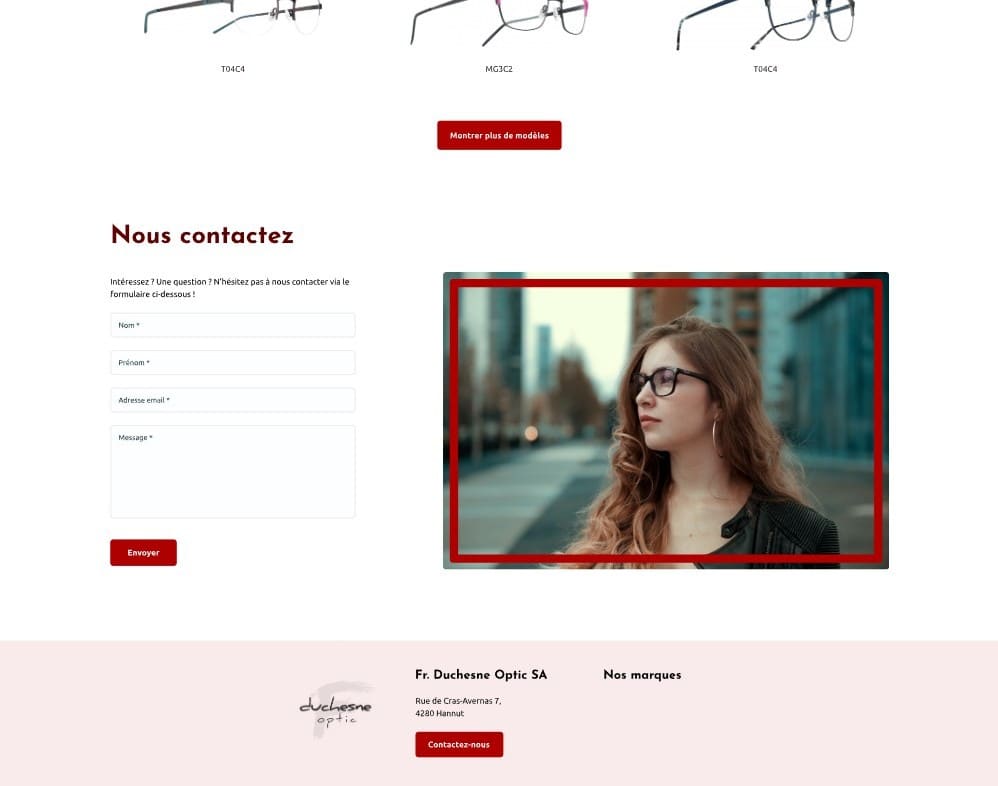 T04C4
MG3C2
T04C4
Montrer plus de modèles
Nous contactez
Intéressez ? Une question ? N'hésitez pas à nous contacter via le
formulaire ci-dessous !
Nom *
Prénom *
Adresse email *
Message *
Envoyer
duchesne
optic
Fr. Duchesne Optic SA
Rue de Cras-Avernas 7,
4280 Hannut
Contactez-nous
Nos marques